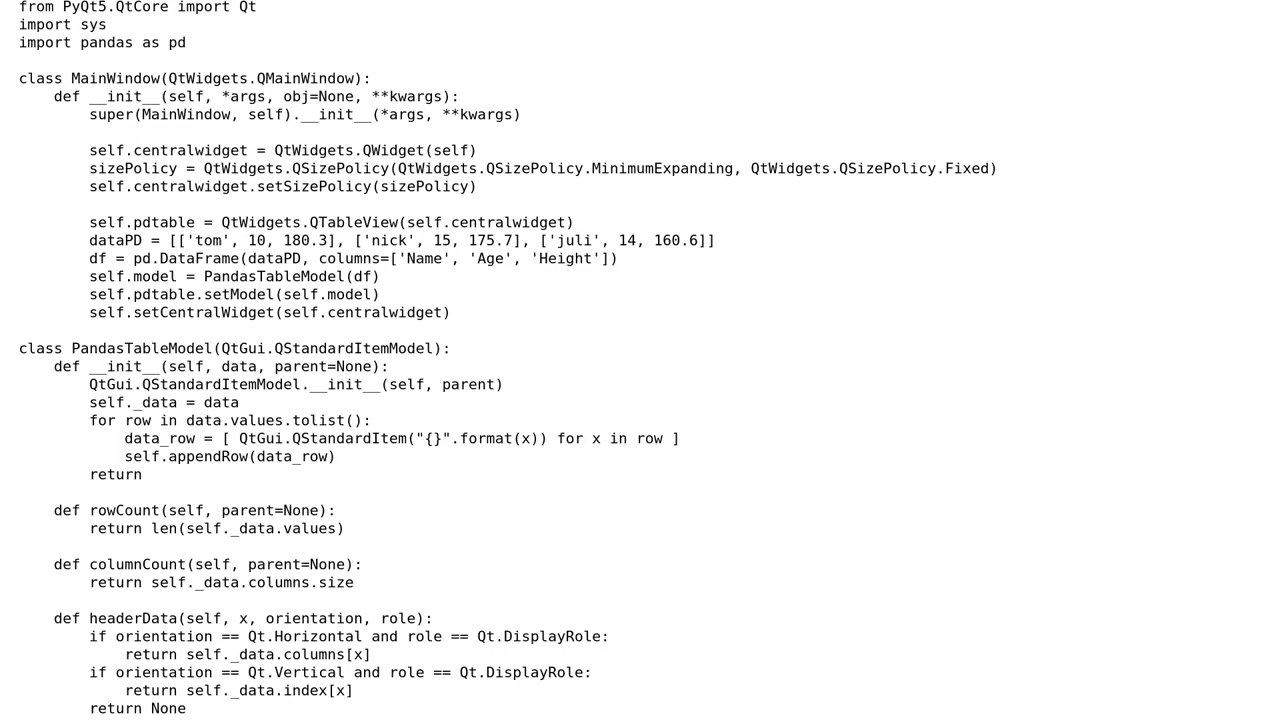 from PyQt5.QtCore import Qt
import sys
import pandas as pd

class MainWindow(QtWidgets.QMainWindow):
    def __init__(self, *args, obj=None, **kwargs):
        super(MainWindow, self).__init__(*args, **kwargs)

        self.centralwidget = QtWidgets.QWidget(self)
        sizePolicy = QtWidgets.QSizePolicy(QtWidgets.QSizePolicy.MinimumExpanding, QtWidgets.QSizePolicy.Fixed)
        self.centralwidget.setSizePolicy(sizePolicy)

        self.pdtable = QtWidgets.QTableView(self.centralwidget)
        dataPD = [['tom', 10, 180.3], ['nick', 15, 175.7], ['juli', 14, 160.6]]
        df = pd.DataFrame(dataPD, columns=['Name', 'Age', 'Height'])
        self.model = PandasTableModel(df)
        self.pdtable.setModel(self.model)
        self.setCentralWidget(self.centralwidget)

class PandasTableModel(QtGui.QStandardItemModel):
    def __init__(self, data, parent=None):
        QtGui.QStandardItemModel.__init__(self, parent)
        self._data = data
        for row in data.values.tolist():
            data_row = [ QtGui.QStandardItem("{}".format(x)) for x in row ]
            self.appendRow(data_row)
        return

    def rowCount(self, parent=None):
        return len(self._data.values)

    def columnCount(self, parent=None):
        return self._data.columns.size

    def headerData(self, x, orientation, role):
        if orientation == Qt.Horizontal and role == Qt.DisplayRole:
            return self._data.columns[x]
        if orientation == Qt.Vertical and role == Qt.DisplayRole:
            return self._data.index[x]
        return None